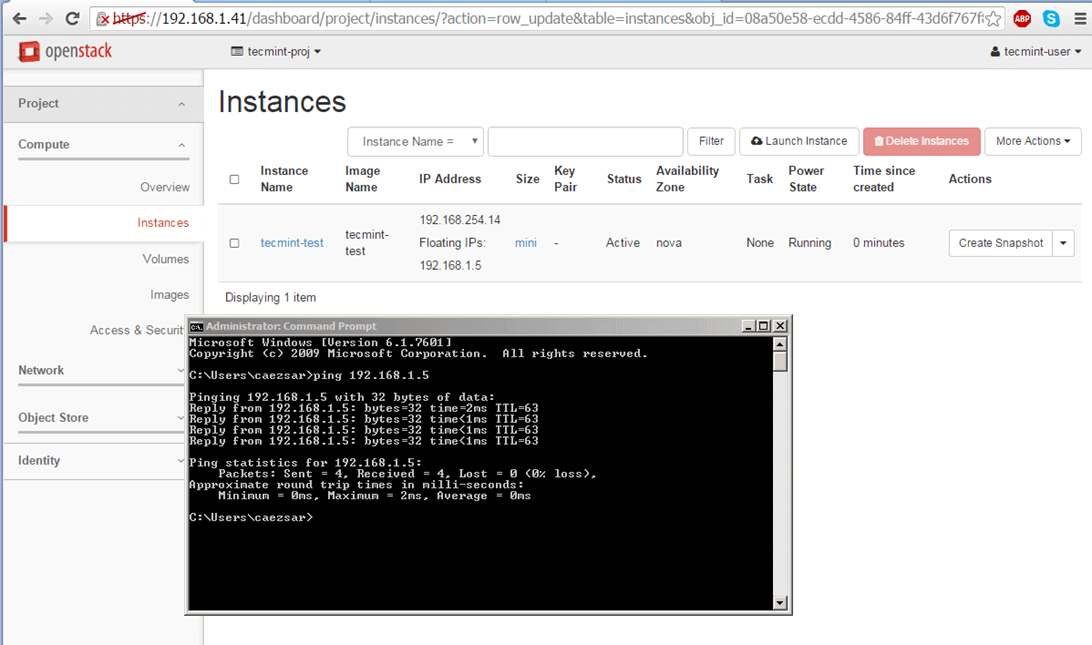 https://192.168.1.41/dashboard/project/instances/?action=row_update&table=instances&obj_id=08a50e58-ecdd-4586-84ff-43d6f767f
ABP
openstack
tecmint-proj
tecmint-user
Project
Compute
Overview
Instances
Volumes
Images
Access & Securit
Network
Object Store
Identity
Instances
Instance Name =
Filter
Launch Instance
Delete Instances
More Actions
Instance Name
Image Name
IP Address
Size
Key Pair
Status
Availability Zone
Task
Power State
Time since created
Actions
tecmint-test
tecmint-test
192.168.254.14
Floating IPs:
192.168.1.5
mini
-
Active
nova
None
Running
0 minutes
Create Snapshot
Displaying 1 item
Administrator: Command Prompt
Microsoft Windows [Version 6.1.7601]
Copyright (c) 2009 Microsoft Corporation.  All rights reserved.
C:\Users\caezsar>ping 192.168.1.5
Pinging 192.168.1.5 with 32 bytes of data:
Reply from 192.168.1.5: bytes=32 time=2ms TTL=63
Reply from 192.168.1.5: bytes=32 time<1ms TTL=63
Reply from 192.168.1.5: bytes=32 time<1ms TTL=63
Reply from 192.168.1.5: bytes=32 time<1ms TTL=63
Ping statistics for 192.168.1.5:
    Packets: Sent = 4, Received = 4, Lost = 0 (0% loss),
Approximate round trip times in milli-seconds:
    Minimum = 0ms, Maximum = 2ms, Average = 0ms
C:\Users\caezsar>